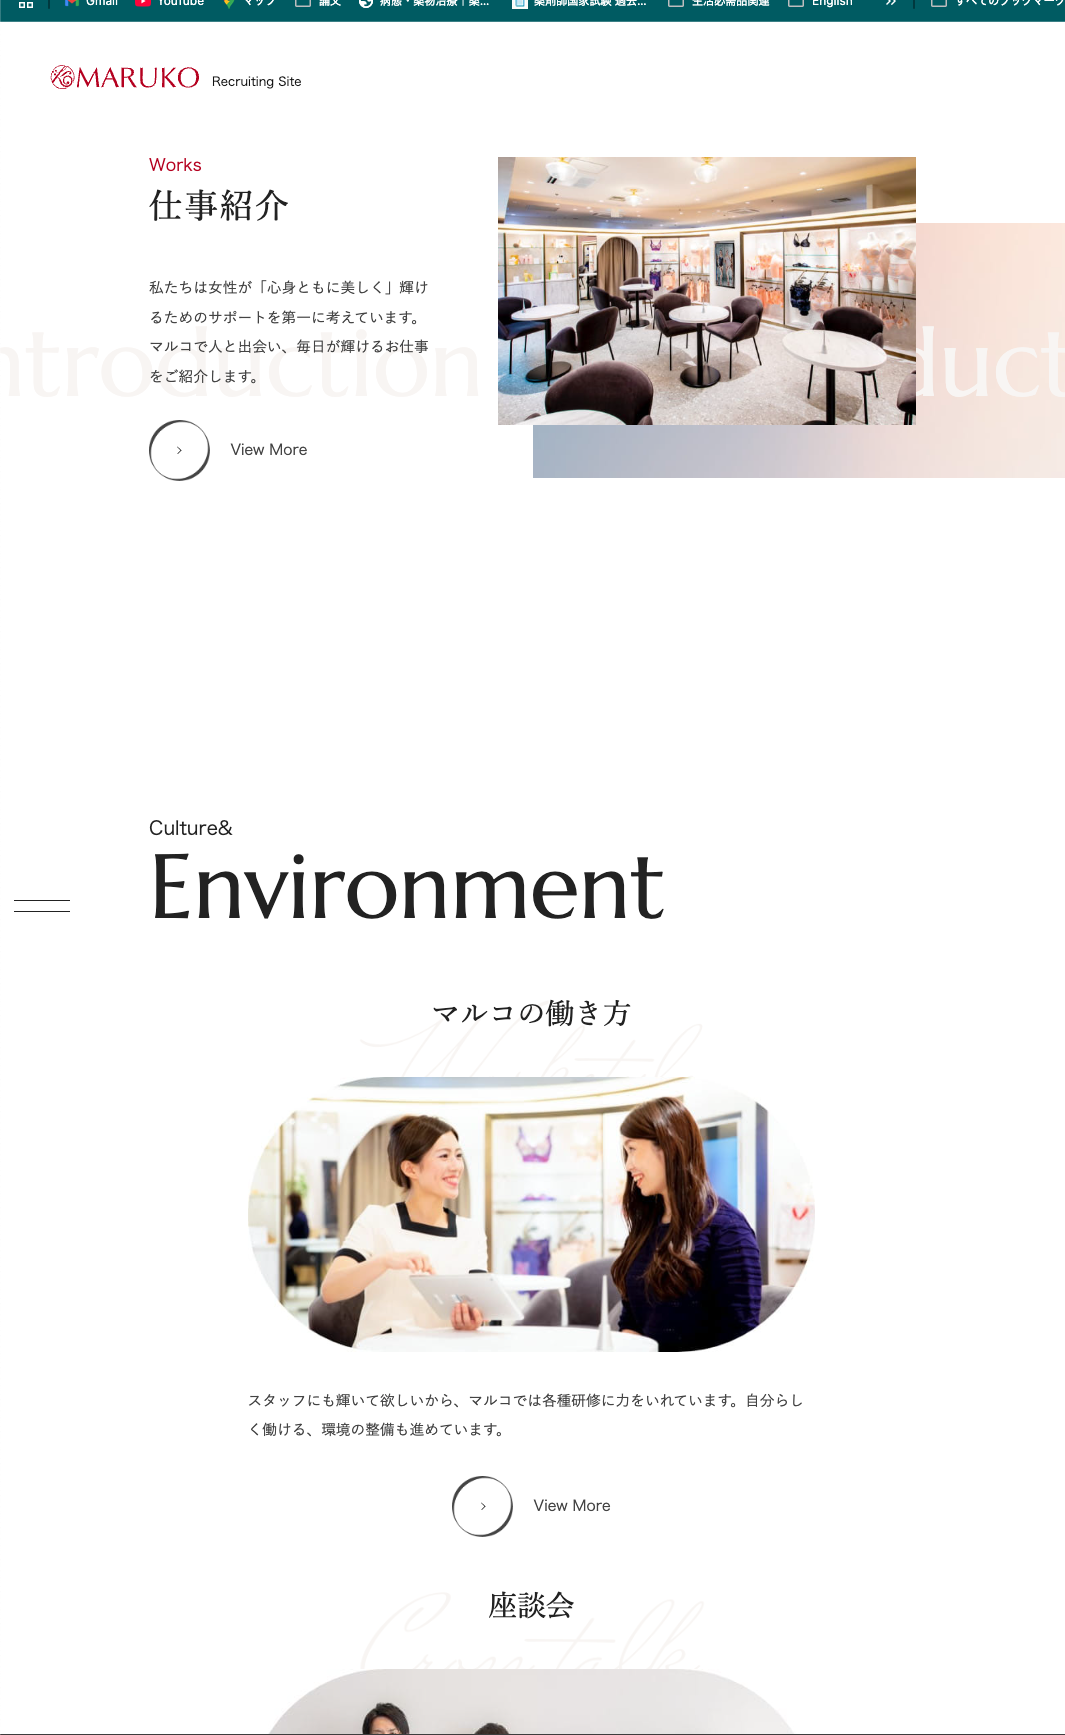 Gmail YouTube マップ 論文 病態・薬物治療｜薬... 薬剤師国家試験 過去... 生活必需品関連 English » すべてのブックマーク
MARUKO Recruiting Site
Works
仕事紹介
私たちは女性が「心身ともに美しく」輝け
るためのサポートを第一に考えています。
マルコで人と出会い、毎日が輝けるお仕事
をご紹介します。
ntroduction
duct
View More
Culture&
Environment
マルコの働き方
スタッフにも輝いて欲しいから、マルコでは各種研修に力をいれています。自分らし
く働ける、環境の整備も進めています。
View More
座談会
Cross talk